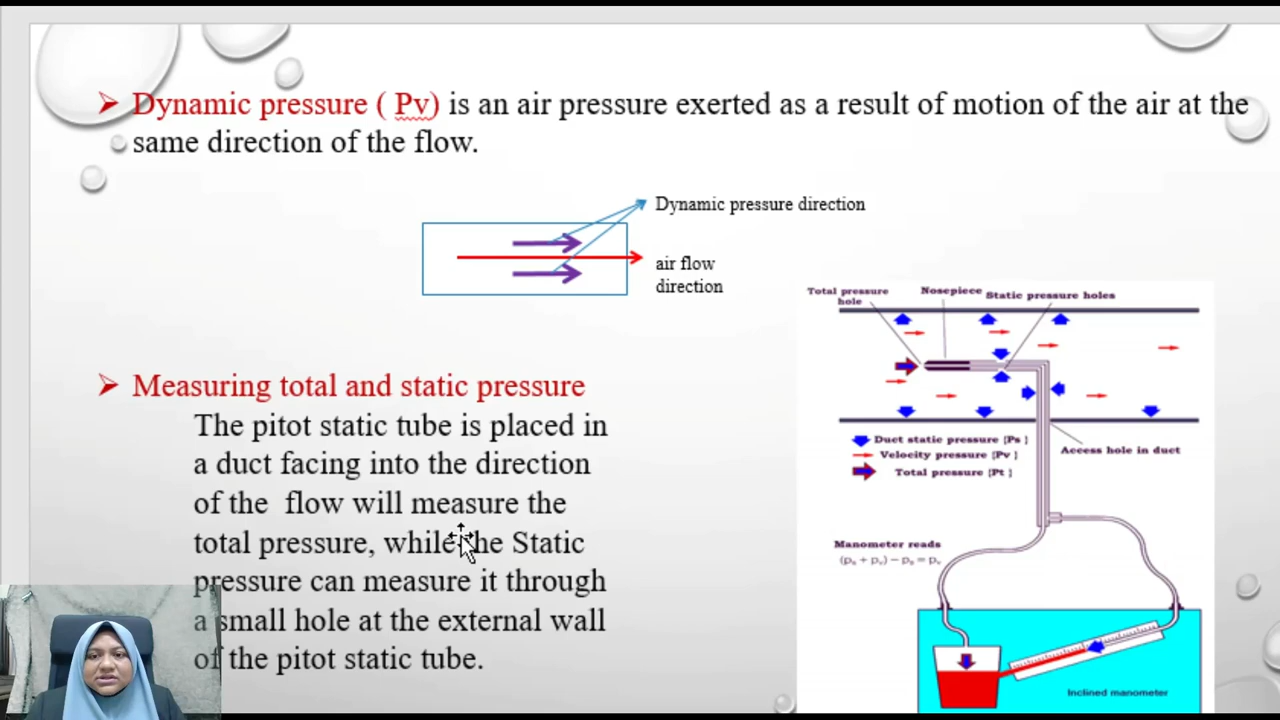 Dynamic pressure ( Pv) is an air pressure exerted as a result of motion of the air at the
same direction of the flow.
Dynamic pressure direction
air flow
direction
Measuring total and static pressure
The pitot static tube is placed in
a duct facing into the direction
of the flow will measure the
total pressure, while the Static
pressure can measure it through
a small hole at the external wall
of the pitot static tube.
Total pressure
hole
Nosepiece
Static pressure holes
Duct static pressure [Ps ]
Velocity pressure [Pv ]
Total pressure [Pt ]
Access hole in duct
Manometer reads
(pₛ + pᵥ) − pₛ = pᵥ
Inclined manometer